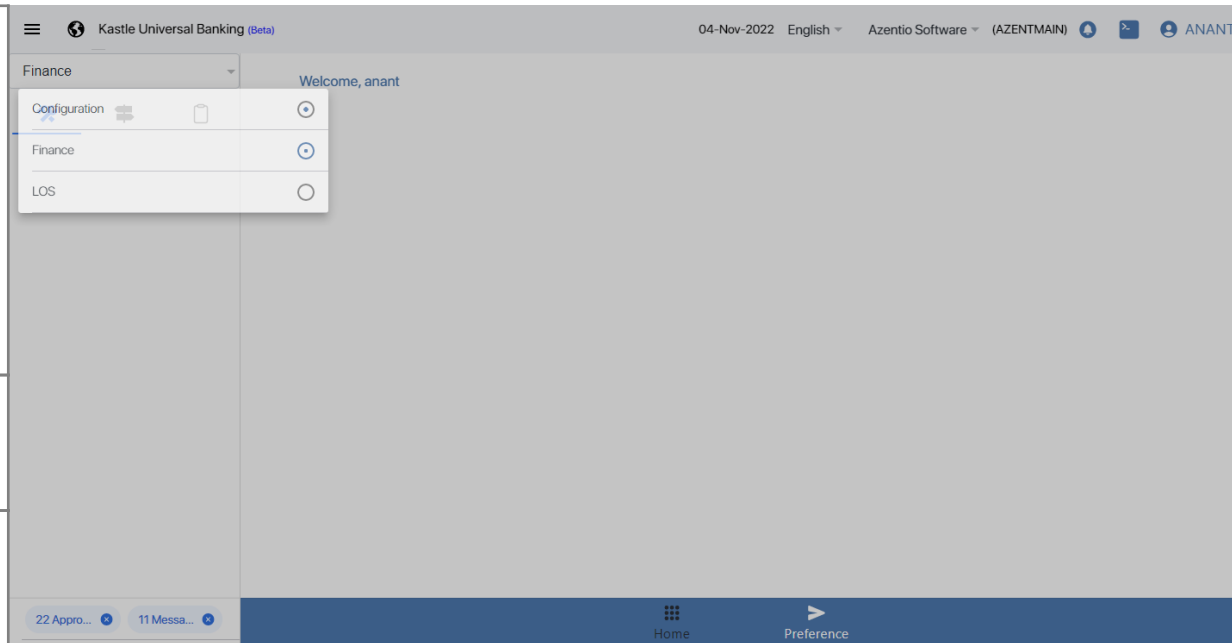 Kastle Universal Banking (Beta)
04-Nov-2022 English Azentio Software (AZENTMAIN) ANANT
Finance
Welcome, anant
Configuration
Finance
LOS
22 Appro... 11 Messa...
Home Preference